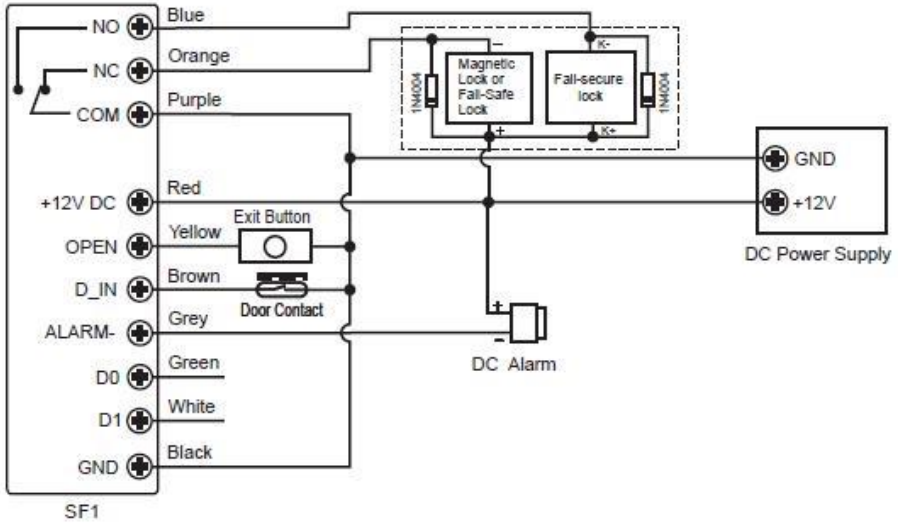 NO Blue
NC Orange
COM Purple
+12V DC Red
OPEN Yellow
Exit Button
D_IN Brown
Door Contact
ALARM- Grey
D0 Green
D1 White
GND Black
SF1
1N4004
−
Magnetic
Lock or
Fail-Safe
Lock
+
K-
Fail-secure
lock
K+
1N4004
GND
+12V
DC Power Supply
+
−
DC Alarm